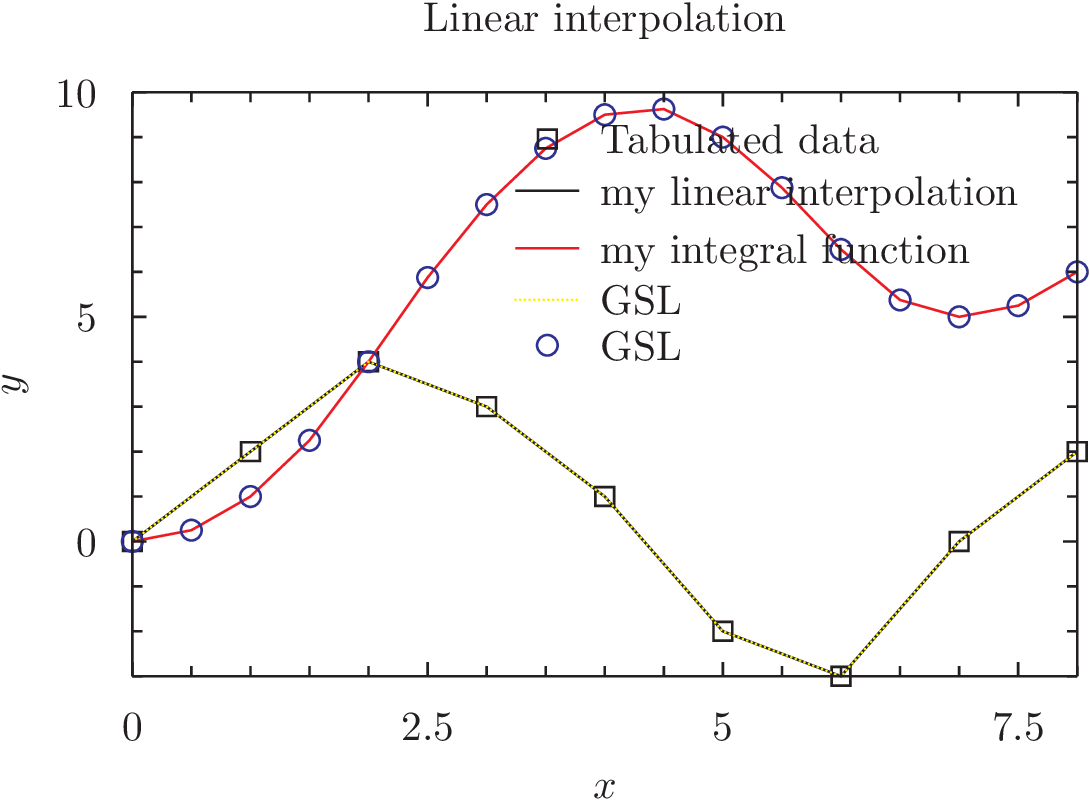 Linear interpolation
10
Tabulated data
my linear interpolation
my integral function
GSL
5
GSL
y
0
0 2.5 5 7.5
x